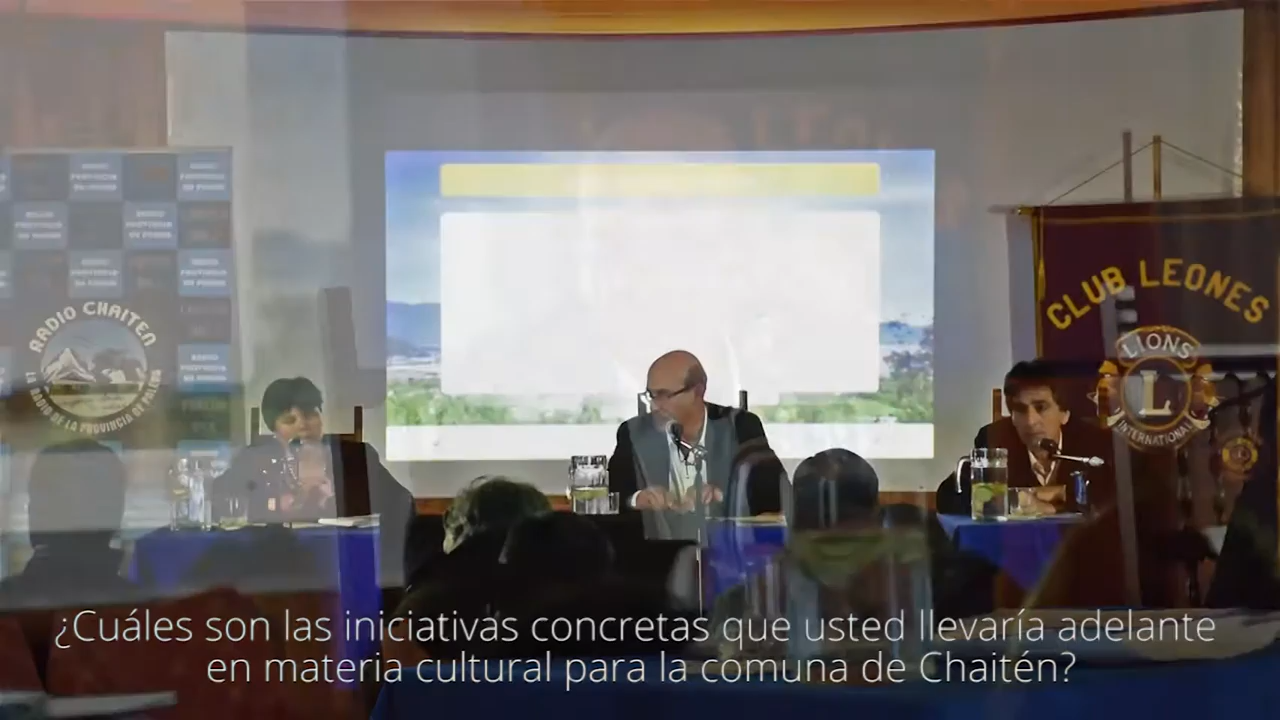 RADIO CHAITEN
LA RADIO DE LA PROVINCIA DE PALENA
CLUB LEONES
LIONS
L
INTERNATIONAL
¿Cuáles son las iniciativas concretas que usted llevaría adelante
en materia cultural para la comuna de Chaitén?